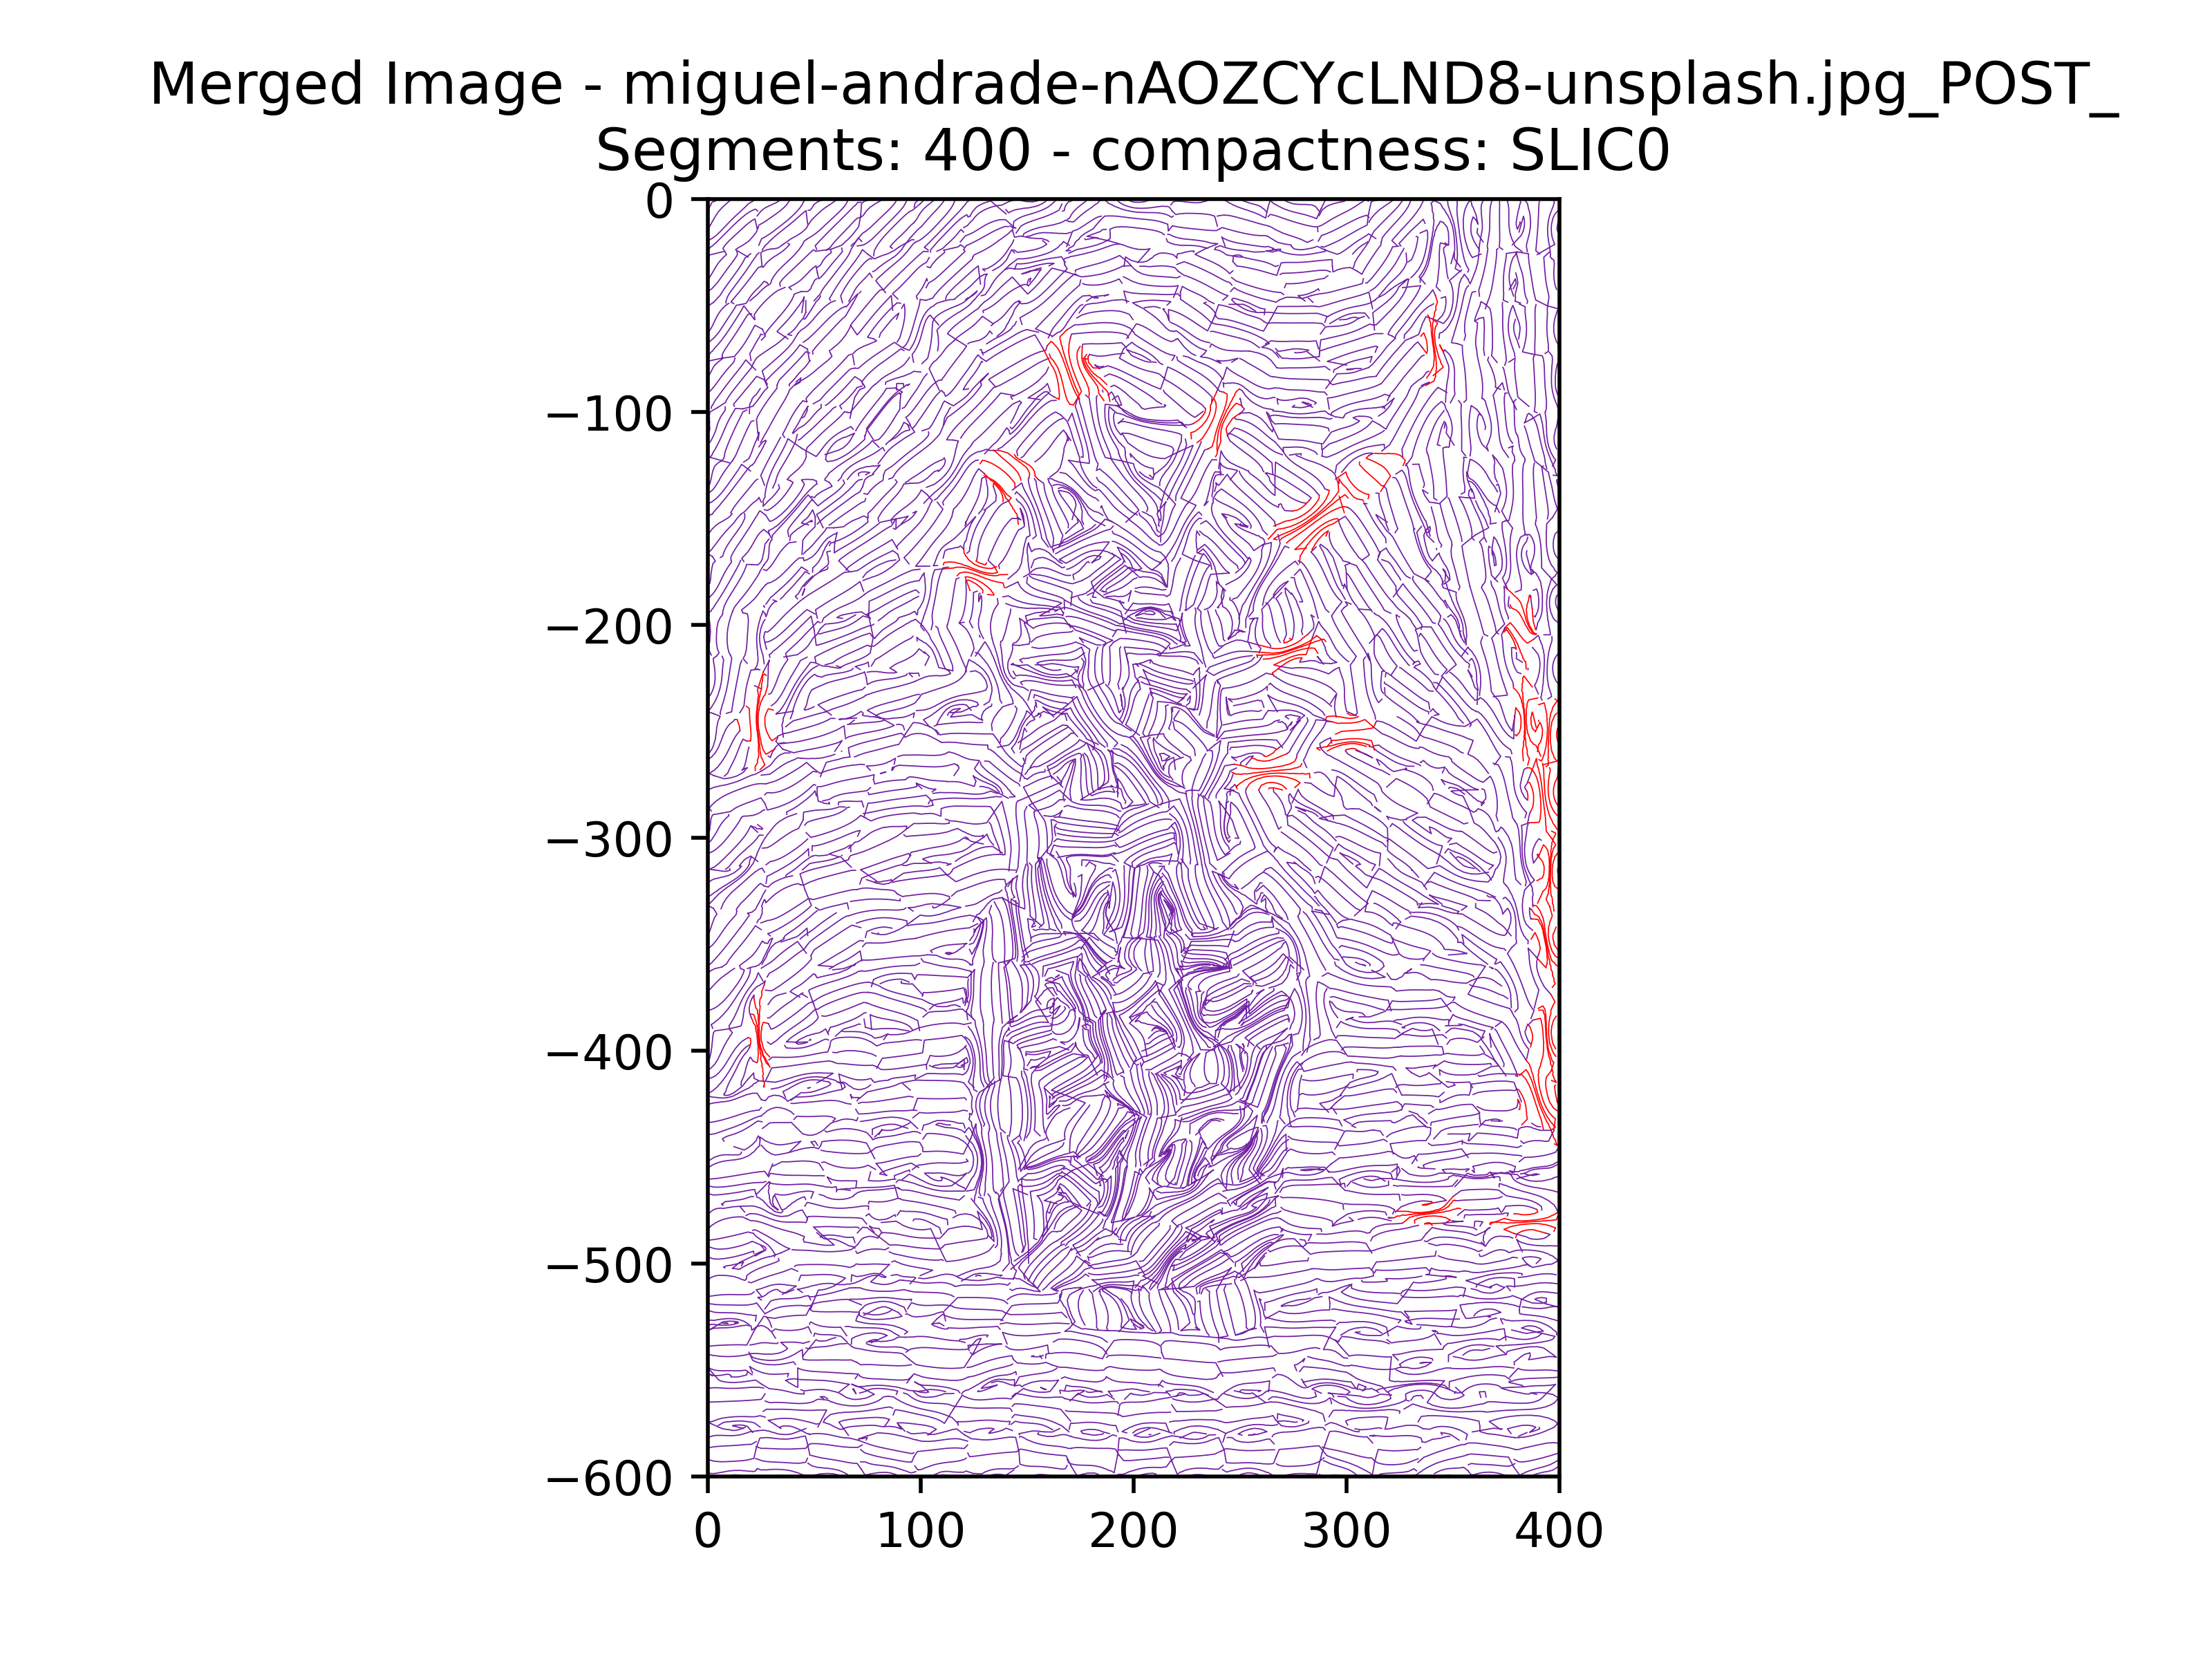 Merged Image - miguel-andrade-nAOZCYcLND8-unsplash.jpg_POST_
Segments: 400 - compactness: SLIC0
0
−100
−200
−300
−400
−500
−600
0 100 200 300 400